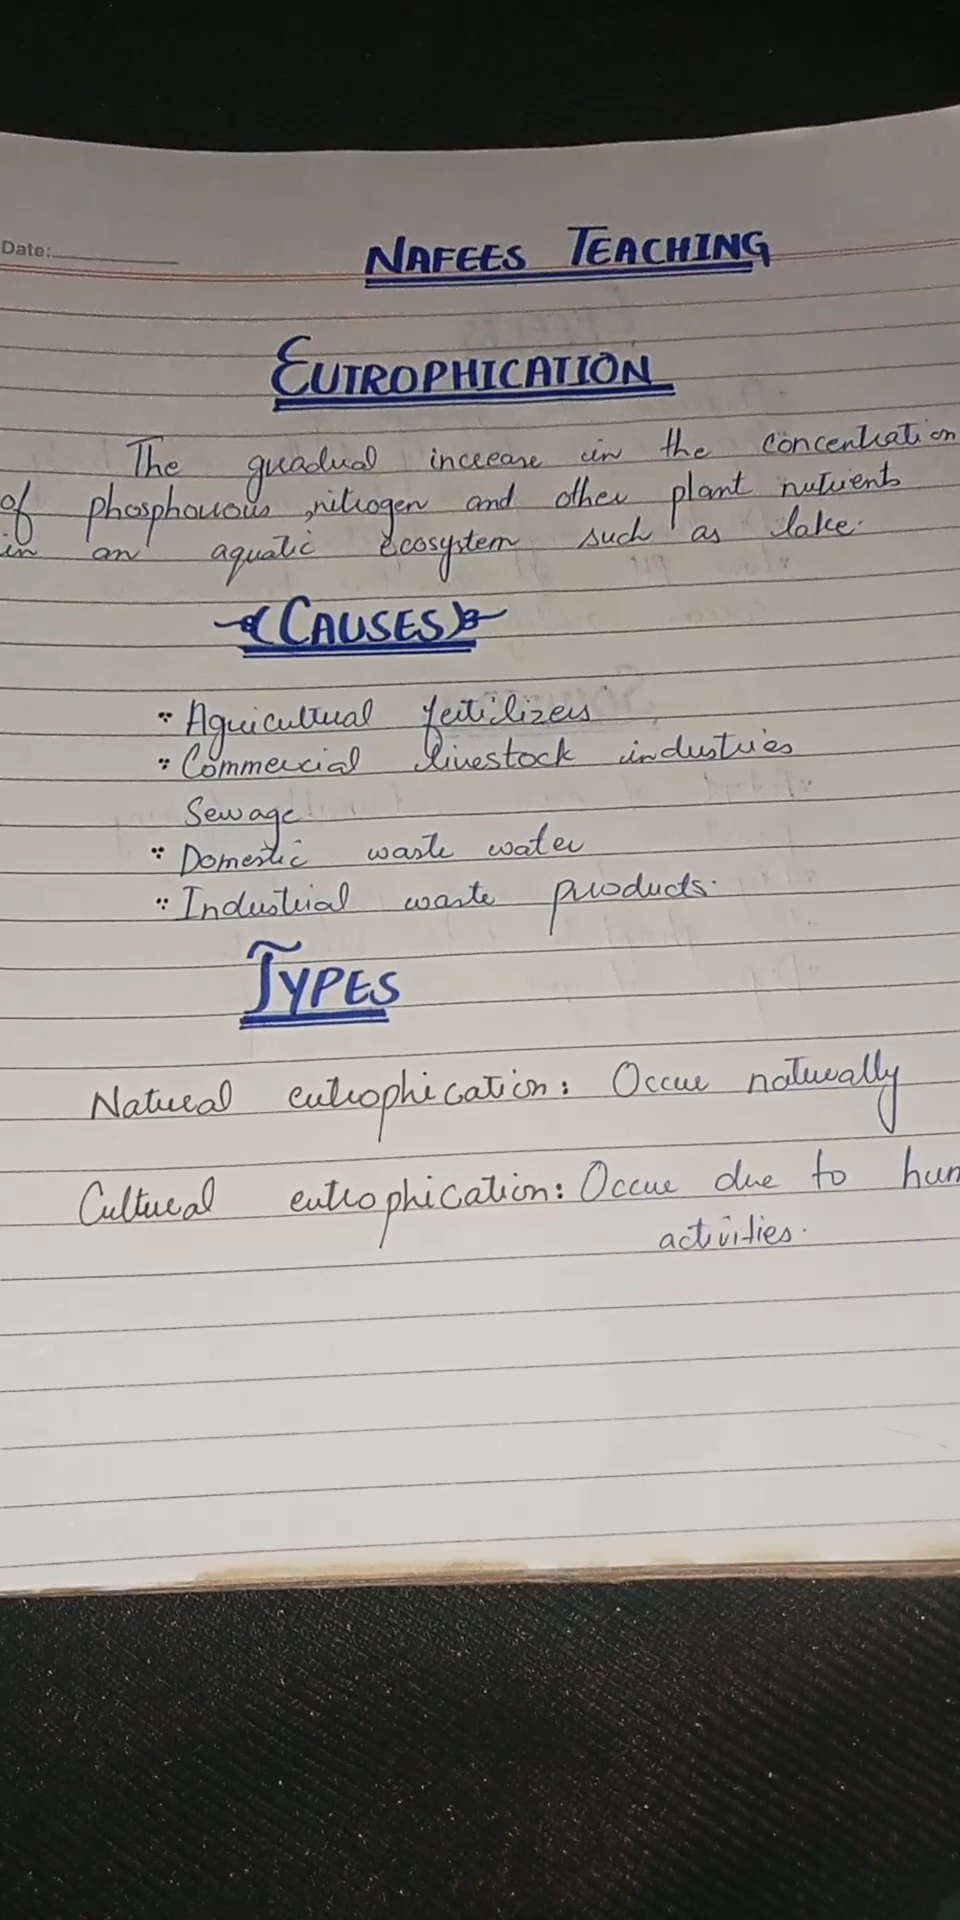 Date:
NAFEES TEACHING
EUTROPHICATION
The gradual increase in the concentration
of phosphorous, nitrogen and other plant nutrients
in an aquatic ecosystem such as lake.
CAUSES
Agricultural fertilizers
Commercial livestock industries
Sewage
Domestic waste water
Industrial waste products.
TYPES
Natural eutrophication: Occur naturally
Cultural eutrophication: Occur due to hum
activities.